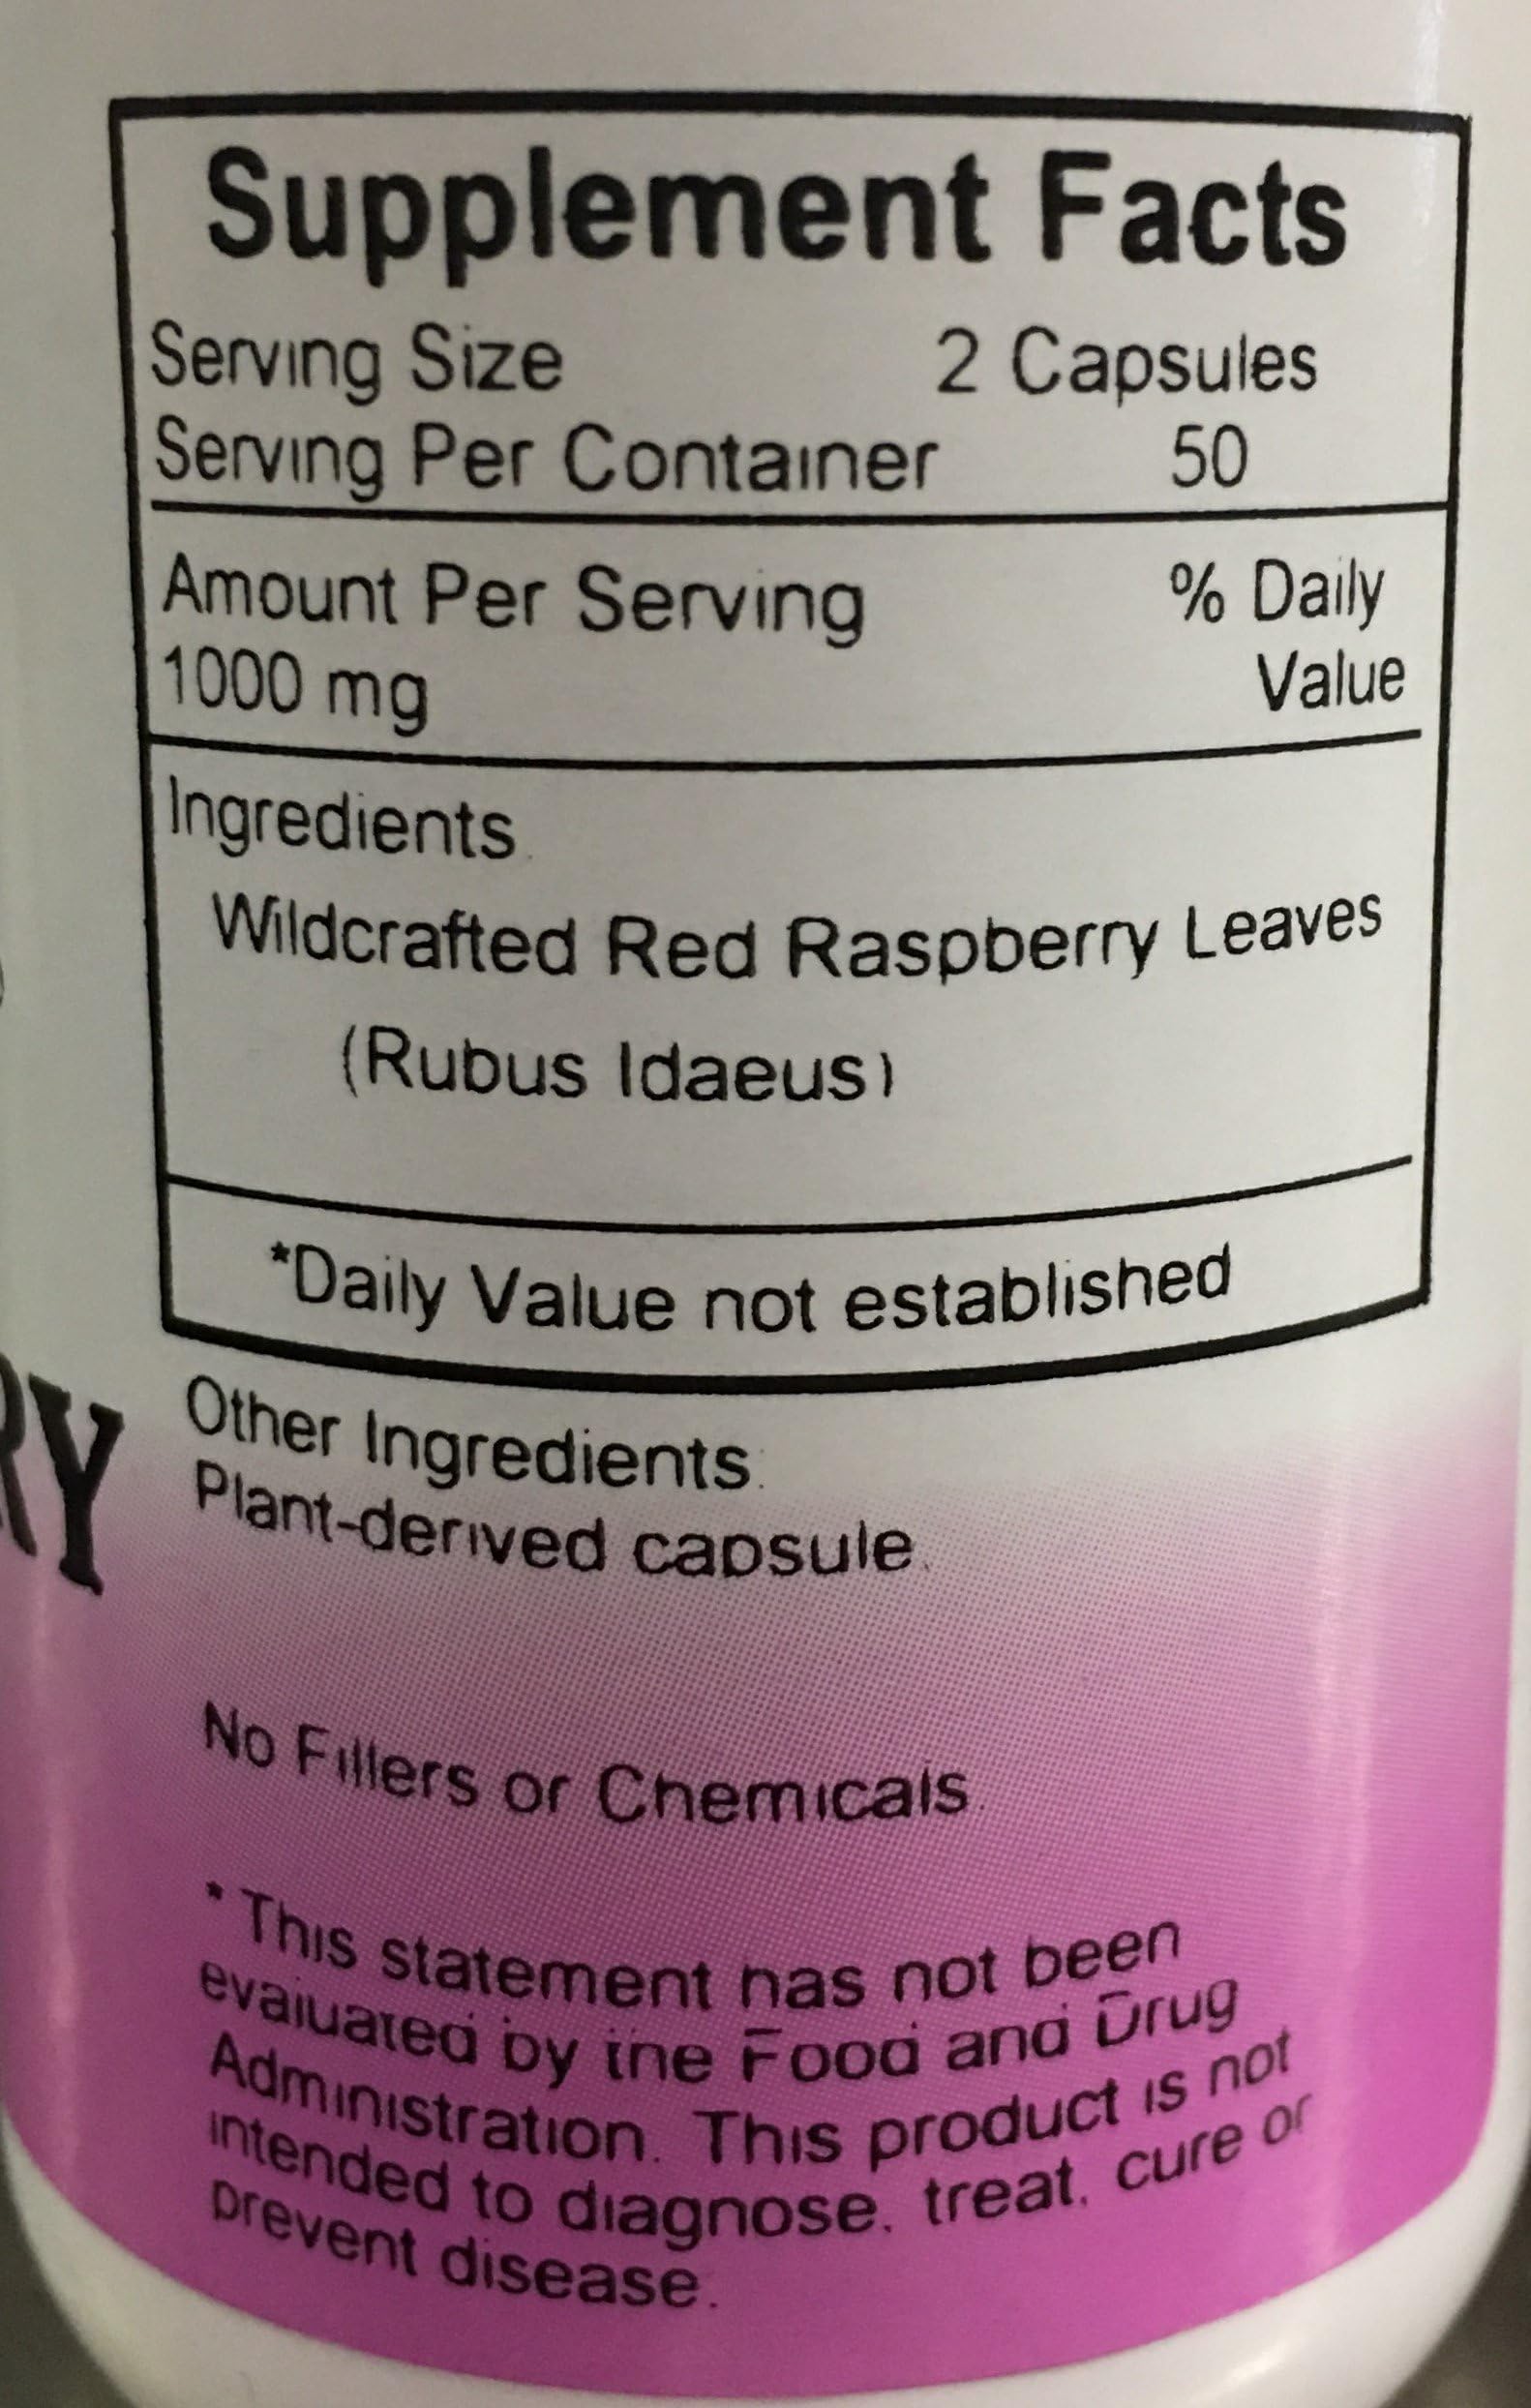 Supplement Facts
Serving Size 2 Capsules
Serving Per Container 50
Amount Per Serving % Daily
1000 mg Value
Ingredients
Wildcrafted Red Raspberry Leaves
(Rubus Idaeus)
*Daily Value not established
RY
Other Ingredients:
Plant-derived capsule.
No Fillers or Chemicals.
* This statement has not been
evaluated by the Food and Drug
Administration. This product is not
intended to diagnose, treat, cure or
prevent disease.